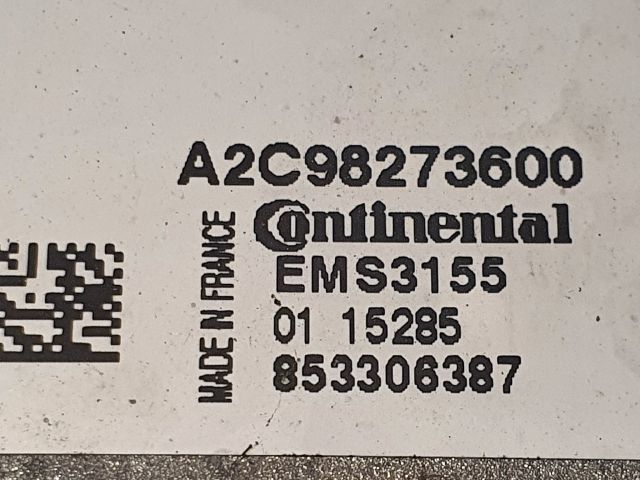 A2C98273600
Continental
EMS3155
01 15285
853306387
MADE IN FRANCE